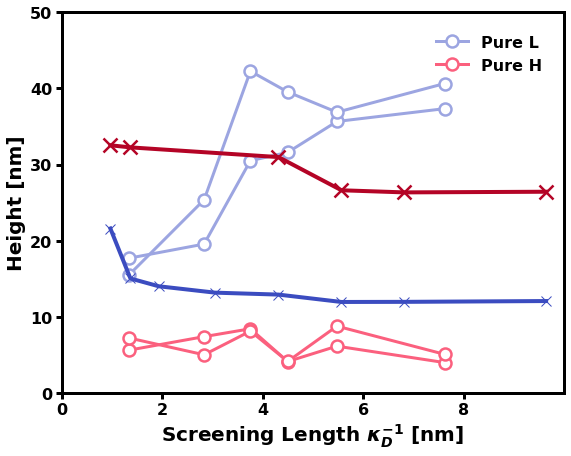 50
40
30
20
10
0
Height [nm]
Pure L
Pure H
0 2 4 6 8
Screening Length κ_D^{-1} [nm]